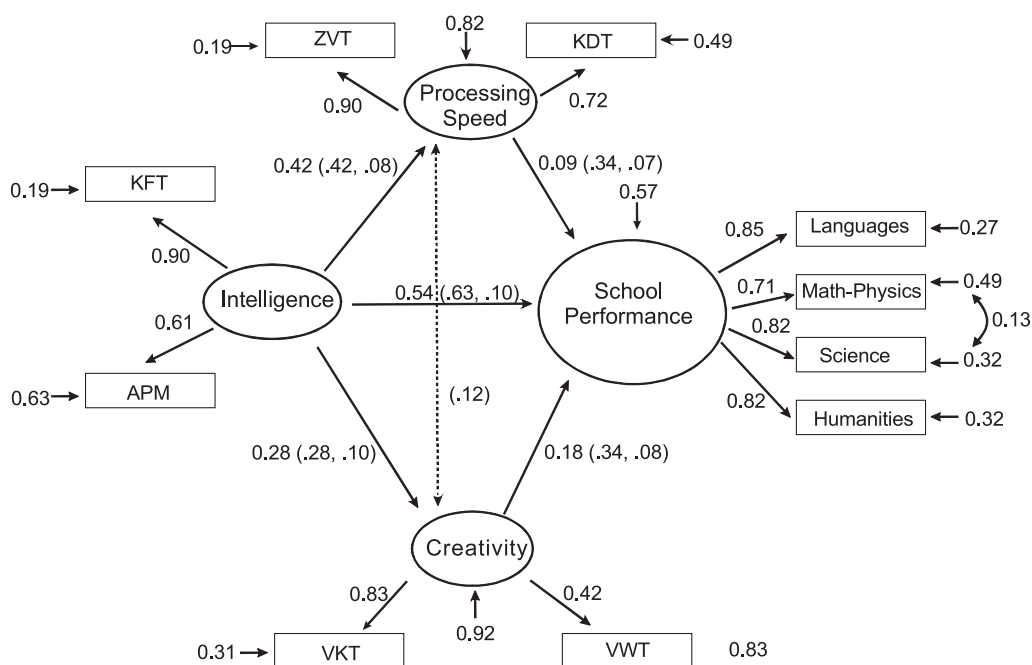 0.82
0.19
ZVT
KDT
0.49
Processing
Speed
0.90
0.72
0.42 (.42, .08)
0.09 (.34, .07)
0.57
0.19
KFT
0.90
0.85
Languages
0.27
Intelligence
0.54 (.63, .10)
School
Performance
0.71
Math-Physics
0.49
0.13
0.61
0.82
Science
0.32
0.63
APM
(.12)
0.82
Humanities
0.32
0.28 (.28, .10)
0.18 (.34, .08)
Creativity
0.83
0.42
0.92
0.31
VKT
VWT
0.83